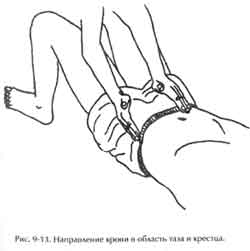 Рис. 9-13. Направление крови в область таза и крестца.